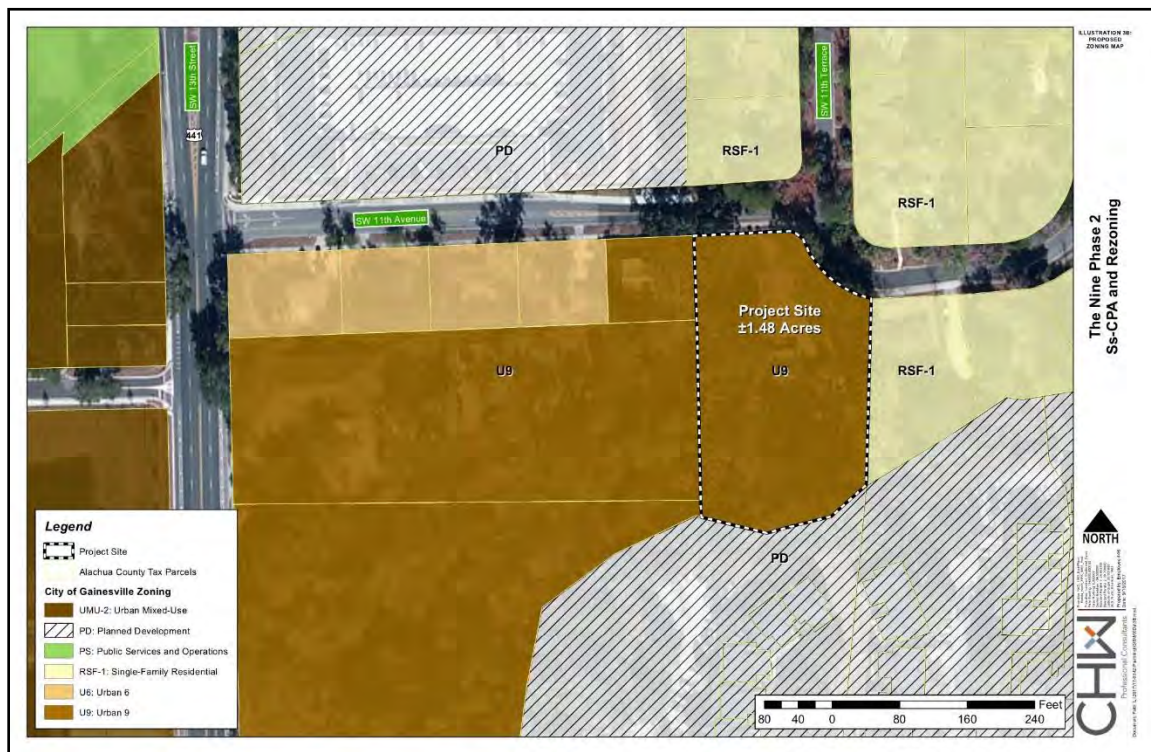 ILLUSTRATION 3B:
PROPOSED
ZONING MAP
SW 13th Street
441
SW 11th Terrace
PD
RSF-1
RSF-1
SW 11th Avenue
Project Site
±1.48 Acres
U9
U9
RSF-1
PD
The Nine Phase 2
Ss-CPA and Rezoning
Legend
Project Site
Alachua County Tax Parcels
City of Gainesville Zoning
UMU-2: Urban Mixed-Use
PD: Planned Development
PS: Public Services and Operations
RSF-1: Single-Family Residential
U6: Urban 6
U9: Urban 9
Feet
80 40 0 80 160 240
NORTH
CHW
Professional Consultants